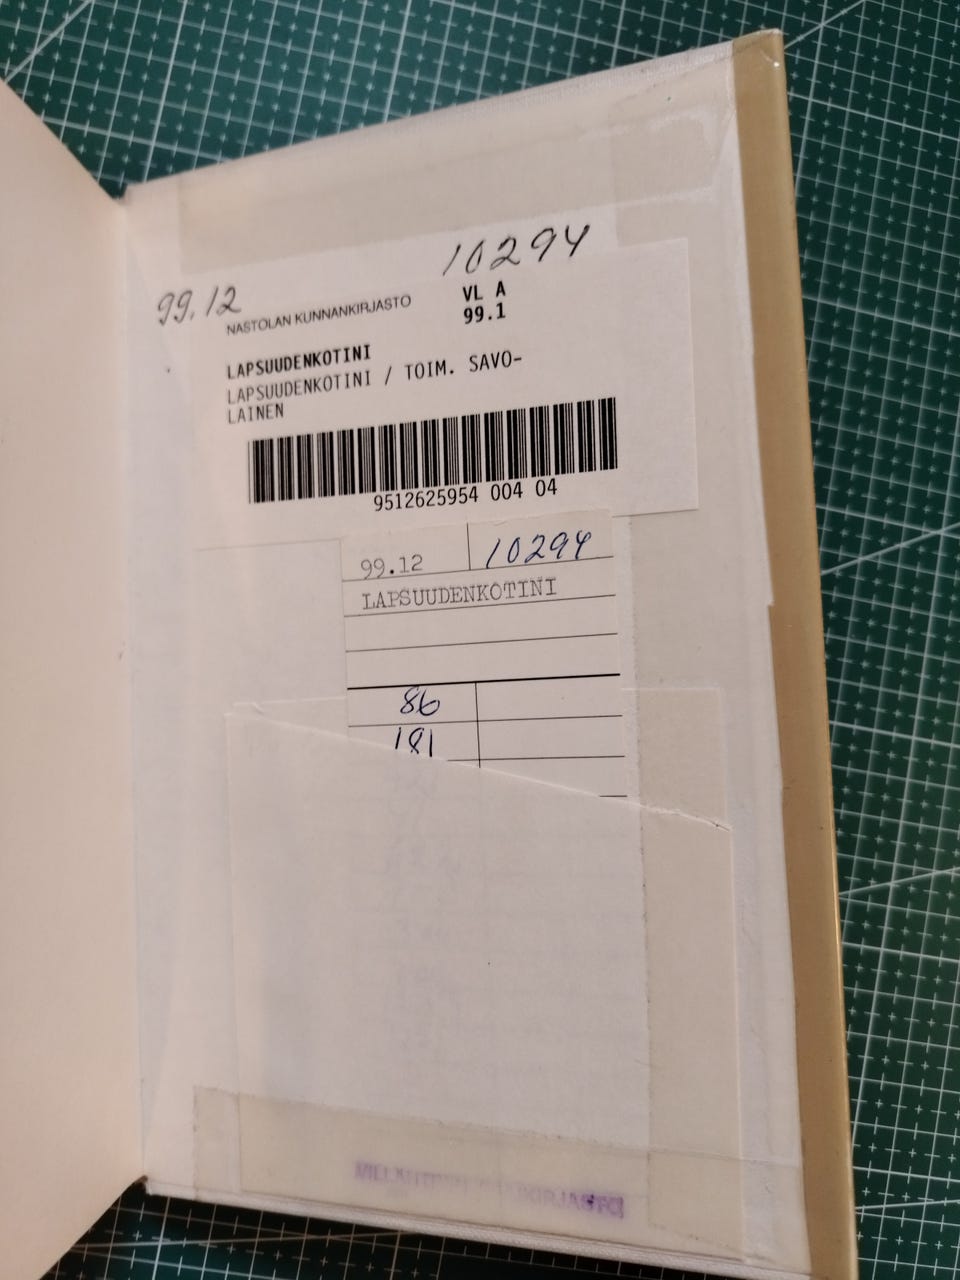 10294
99.12
NASTOLAN KUNNANKIRJASTO
VL A
99.1
LAPSUUDENKOTINI
LAPSUUDENKOTINI / TOIM. SAVO-
LAINEN
9512625954 004 04
99.12 10294
LAPSUUDENKOTINI
86
181